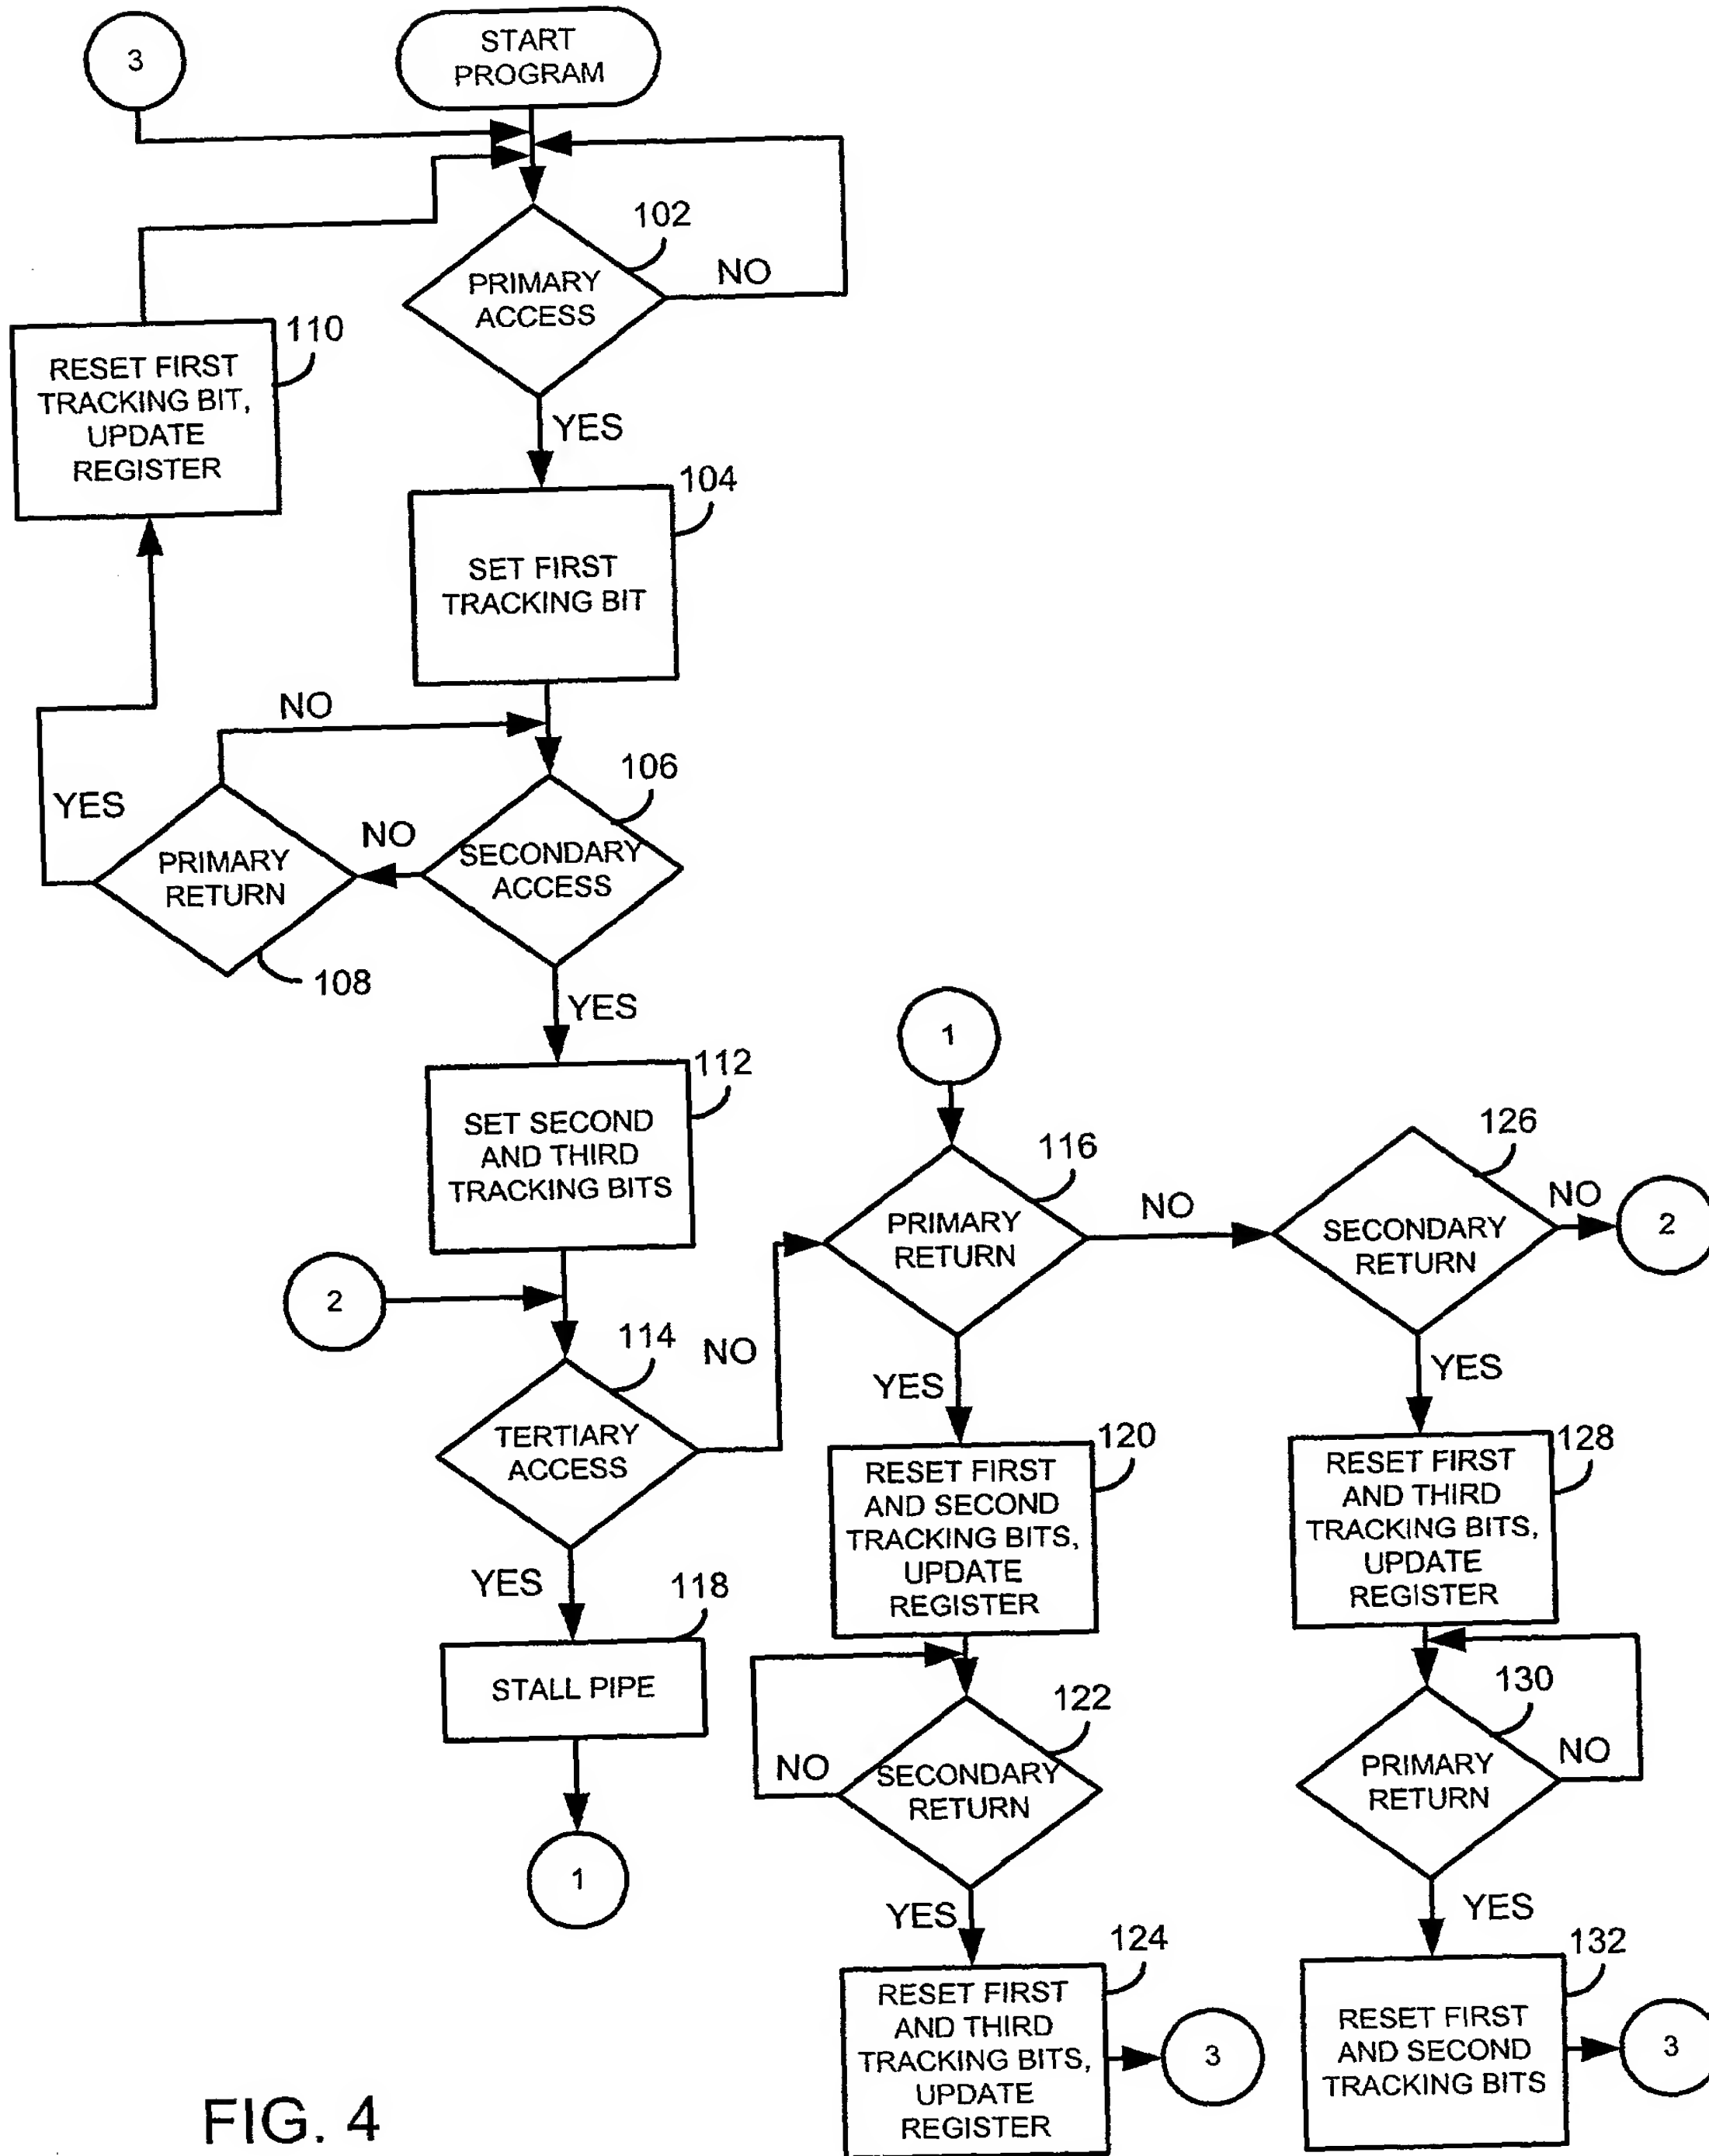 3
START
PROGRAM
102
PRIMARY
ACCESS
NO
110
RESET FIRST
TRACKING BIT,
UPDATE
REGISTER
YES
104
SET FIRST
TRACKING BIT
NO
106
YES
NO
SECONDARY
ACCESS
PRIMARY
RETURN
108
YES
1
112
SET SECOND
AND THIRD
TRACKING BITS
116
126
PRIMARY
RETURN
NO
SECONDARY
RETURN
NO
2
2
114
NO
TERTIARY
ACCESS
YES
YES
120
RESET FIRST
AND SECOND
TRACKING BITS,
UPDATE
REGISTER
128
RESET FIRST
AND THIRD
TRACKING BITS,
UPDATE
REGISTER
YES
118
STALL PIPE
1
122
NO
SECONDARY
RETURN
130
PRIMARY
RETURN
NO
YES
YES
124
RESET FIRST
AND THIRD
TRACKING BITS,
UPDATE
REGISTER
3
132
RESET FIRST
AND SECOND
TRACKING BITS
3
FIG. 4